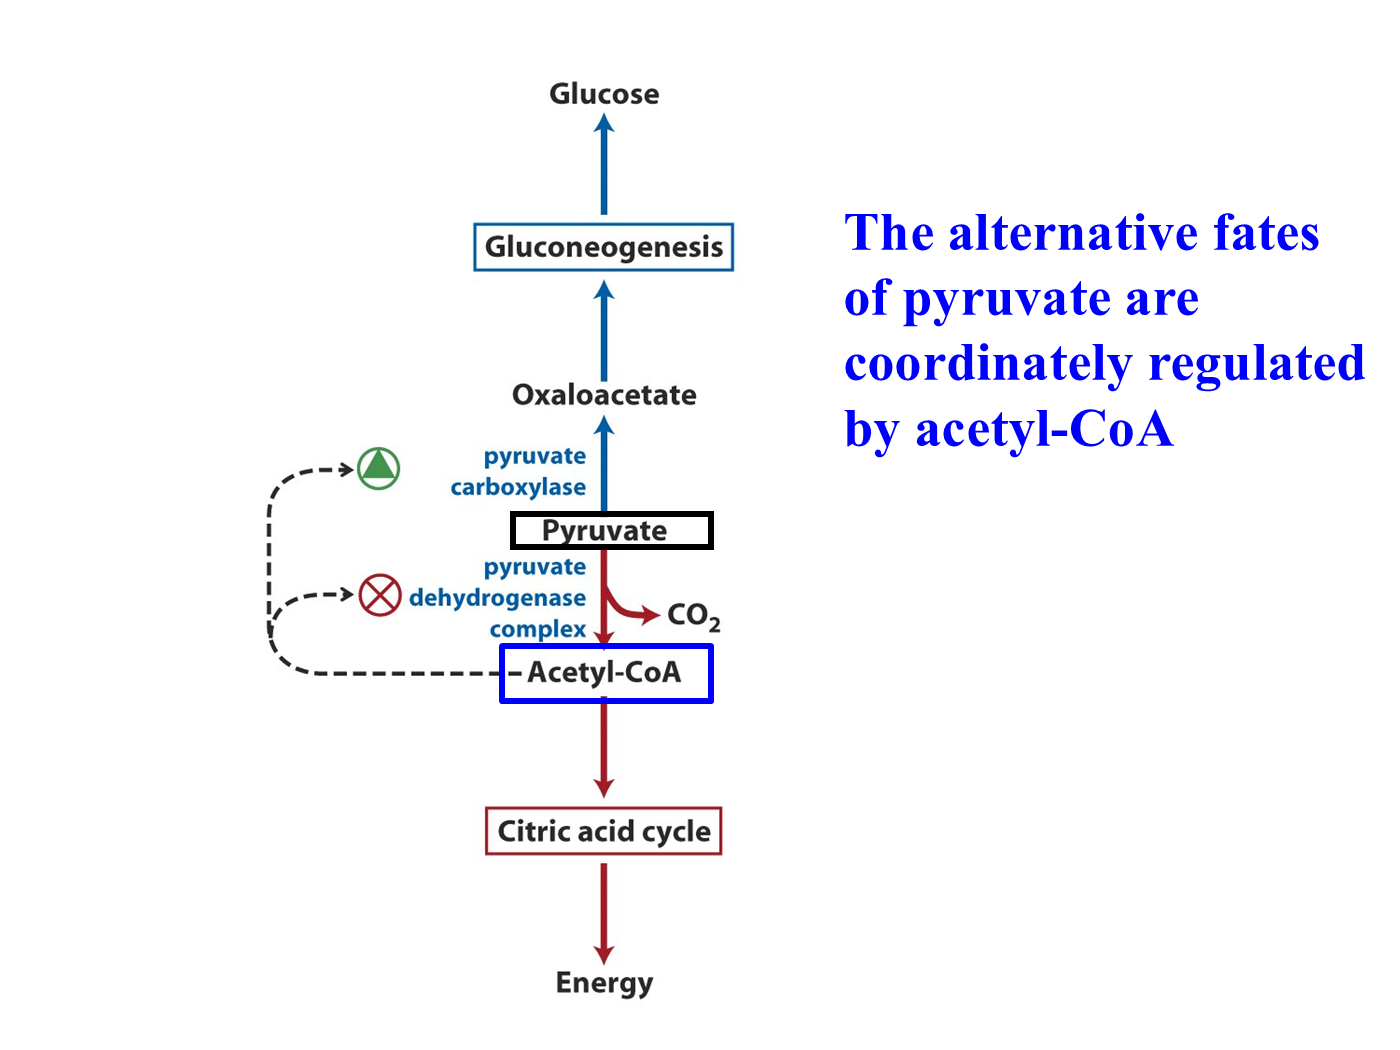 Glucose
Gluconeogenesis
Oxaloacetate
pyruvate
carboxylase
Pyruvate
pyruvate
dehydrogenase
complex
CO₂
Acetyl-CoA
Citric acid cycle
Energy
The alternative fates
of pyruvate are
coordinately regulated
by acetyl-CoA